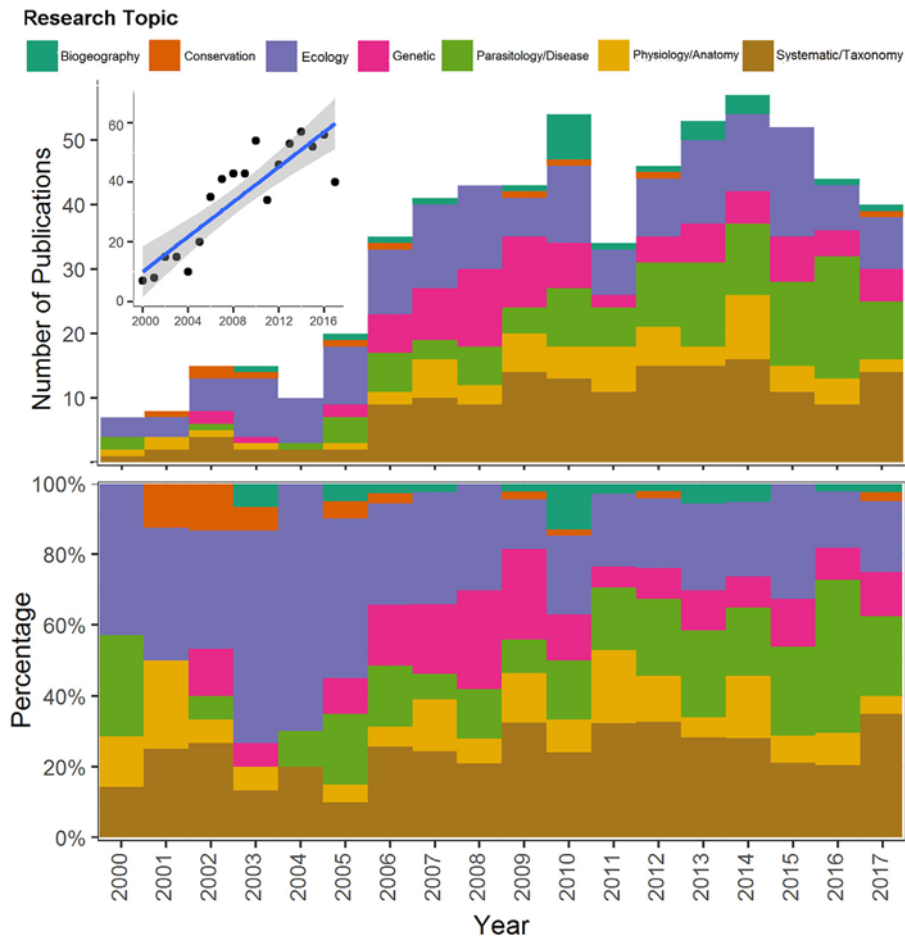 Research Topic
Biogeography Conservation Ecology Genetic Parasitology/Disease Physiology/Anatomy Systematic/Taxonomy
Number of Publications
50
40
30
20
10
60
40
20
0
2000 2004 2008 2012 2016
Percentage
100%
80%
60%
40%
20%
0%
2000 2001 2002 2003 2004 2005 2006 2007 2008 2009 2010 2011 2012 2013 2014 2015 2016 2017
Year